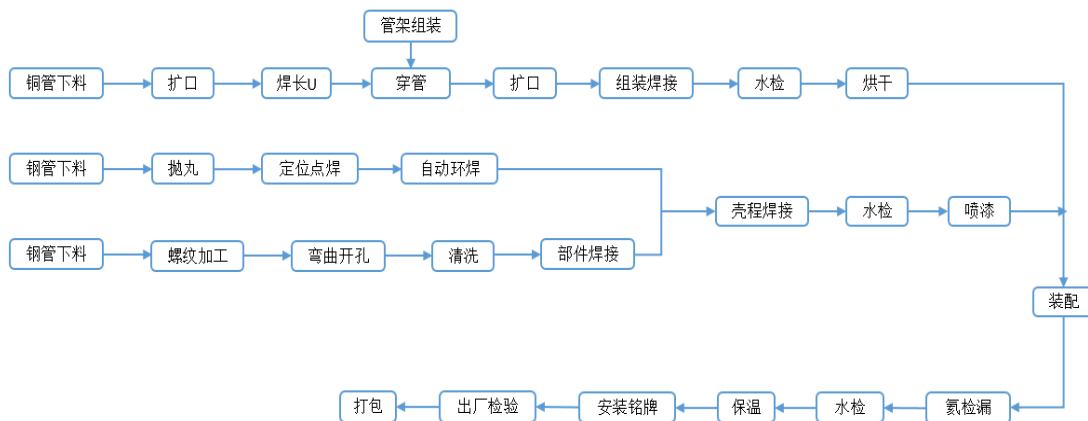 管架组装
铜管下料
扩口
焊长U
穿管
扩口
组装焊接
水检
烘干
钢管下料
抛丸
定位点焊
自动环焊
壳程焊接
水检
喷漆
钢管下料
螺纹加工
弯曲开孔
清洗
部件焊接
装配
打包
出厂检验
安装铭牌
保温
水检
氦检漏